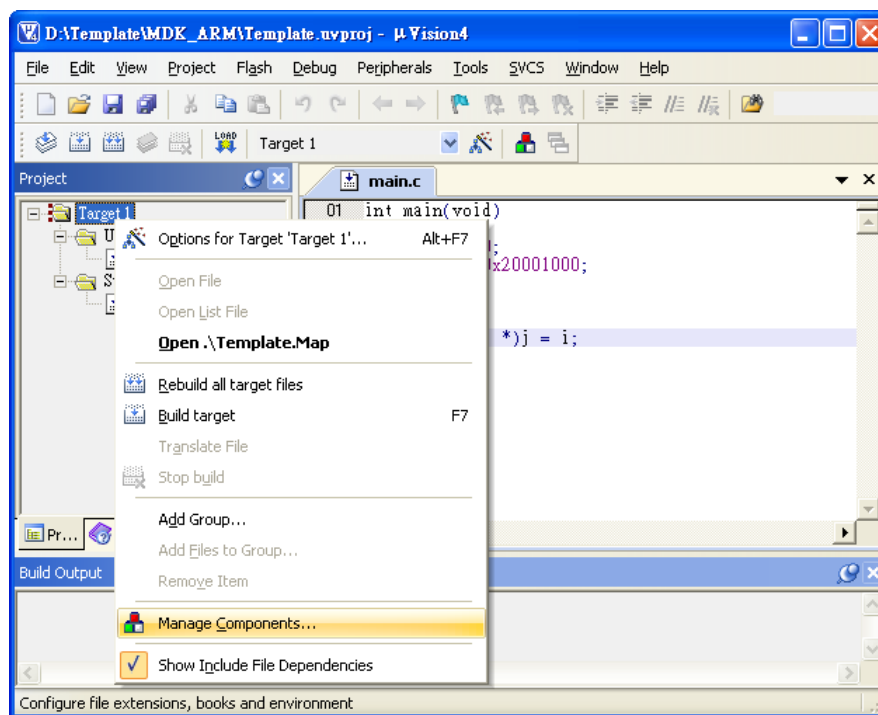 D:\Template\MDK_ARM\Template.uvproj - µVision4
File Edit View Project Flash Debug Peripherals Tools SVCS Window Help
LOAD Target 1
Project
main.c
Target 1
01 int main(void)
U
x20001000;
S
*)j = i;
Options for Target 'Target 1'... Alt+F7
Open File
Open List File
Open .\Template.Map
Rebuild all target files
Build target F7
Translate File
Stop build
Add Group...
Add Files to Group...
Remove Item
Manage Components...
Show Include File Dependencies
Pr...
Build Output
Configure file extensions, books and environment